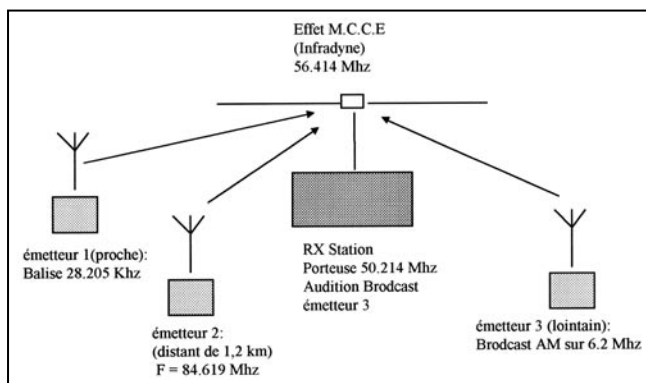 Effet M.C.C.E
(Infradyne)
56.414 Mhz
émetteur 1(proche):
Balise 28.205 Khz
émetteur 2:
(distant de 1,2 km)
F = 84.619 Mhz
RX Station
Porteuse 50.214 Mhz
Audition Brodcast
émetteur 3
émetteur 3 (lointain):
Brodcast AM sur 6.2 Mhz